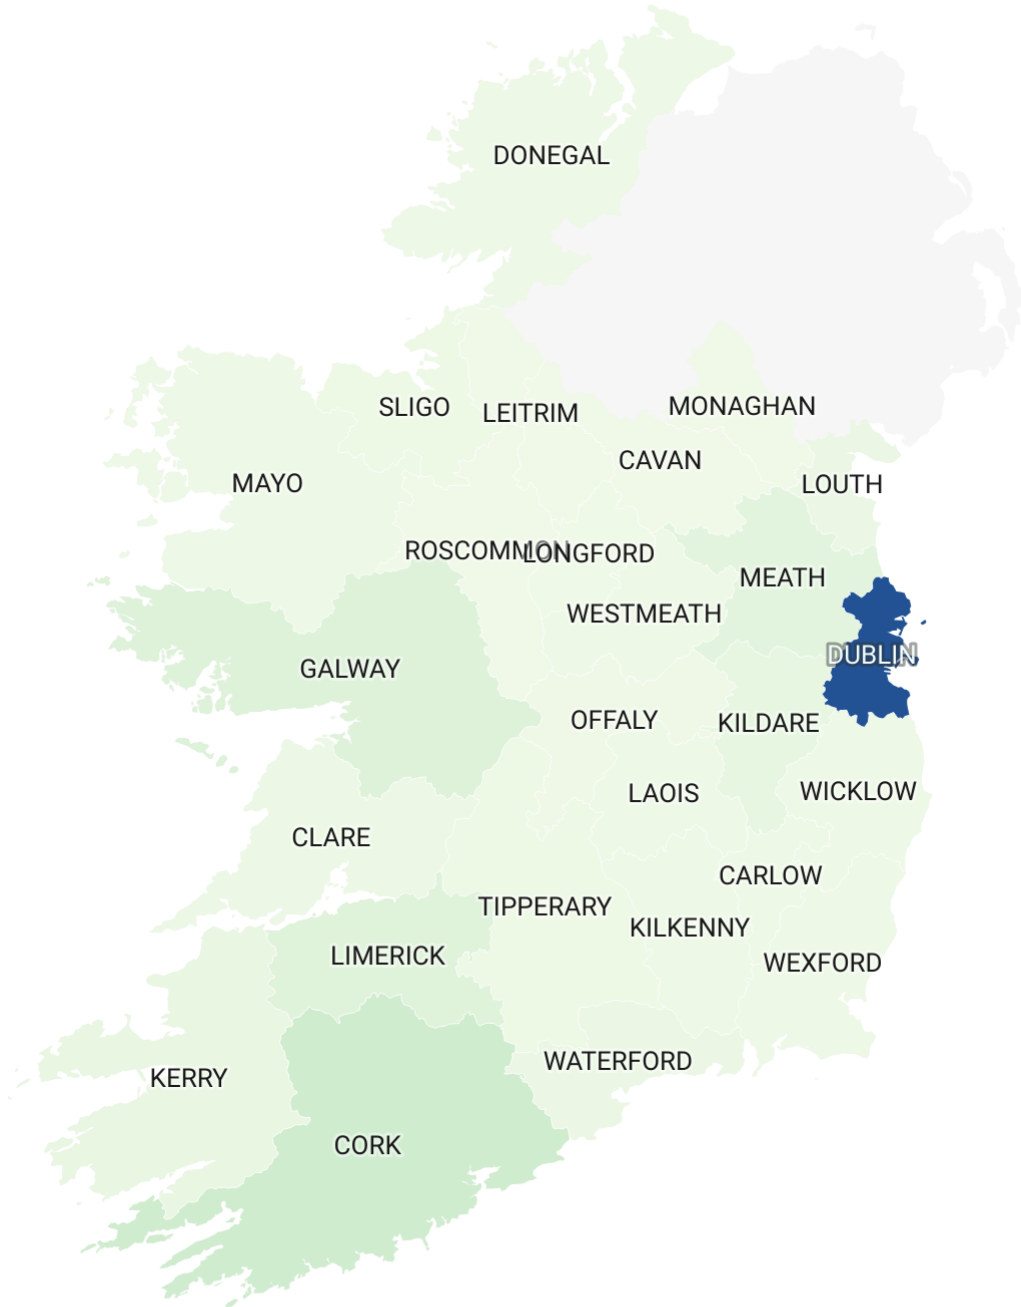 DONEGAL
SLIGO
LEITRIM
MONAGHAN
CAVAN
MAYO
LOUTH
ROSCOMMON
LONGFORD
MEATH
WESTMEATH
DUBLIN
GALWAY
OFFALY
KILDARE
LAOIS
WICKLOW
CLARE
CARLOW
TIPPERARY
KILKENNY
LIMERICK
WEXFORD
WATERFORD
KERRY
CORK